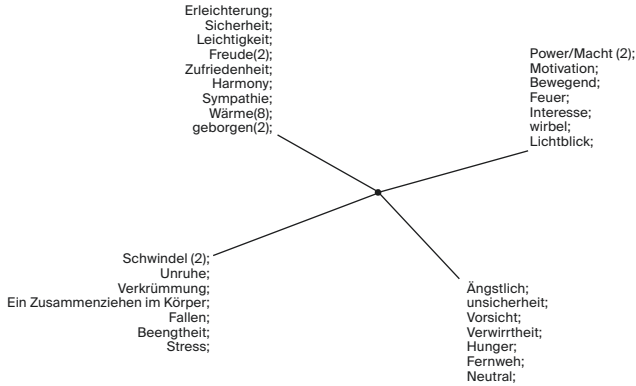 Erleichterung;
Sicherheit;
Leichtigkeit;
Freude(2);
Zufriedenheit;
Harmony;
Sympathie;
Wärme(8);
geborgen(2);
Power/Macht (2);
Motivation;
Bewegend;
Feuer;
Interesse;
wirbel;
Lichtblick;
Schwindel (2);
Unruhe;
Verkrümmung;
Ein Zusammenziehen im Körper;
Fallen;
Beengtheit;
Stress;
Ängstlich;
unsicherheit;
Vorsicht;
Verwirrtheit;
Hunger;
Fernweh;
Neutral;